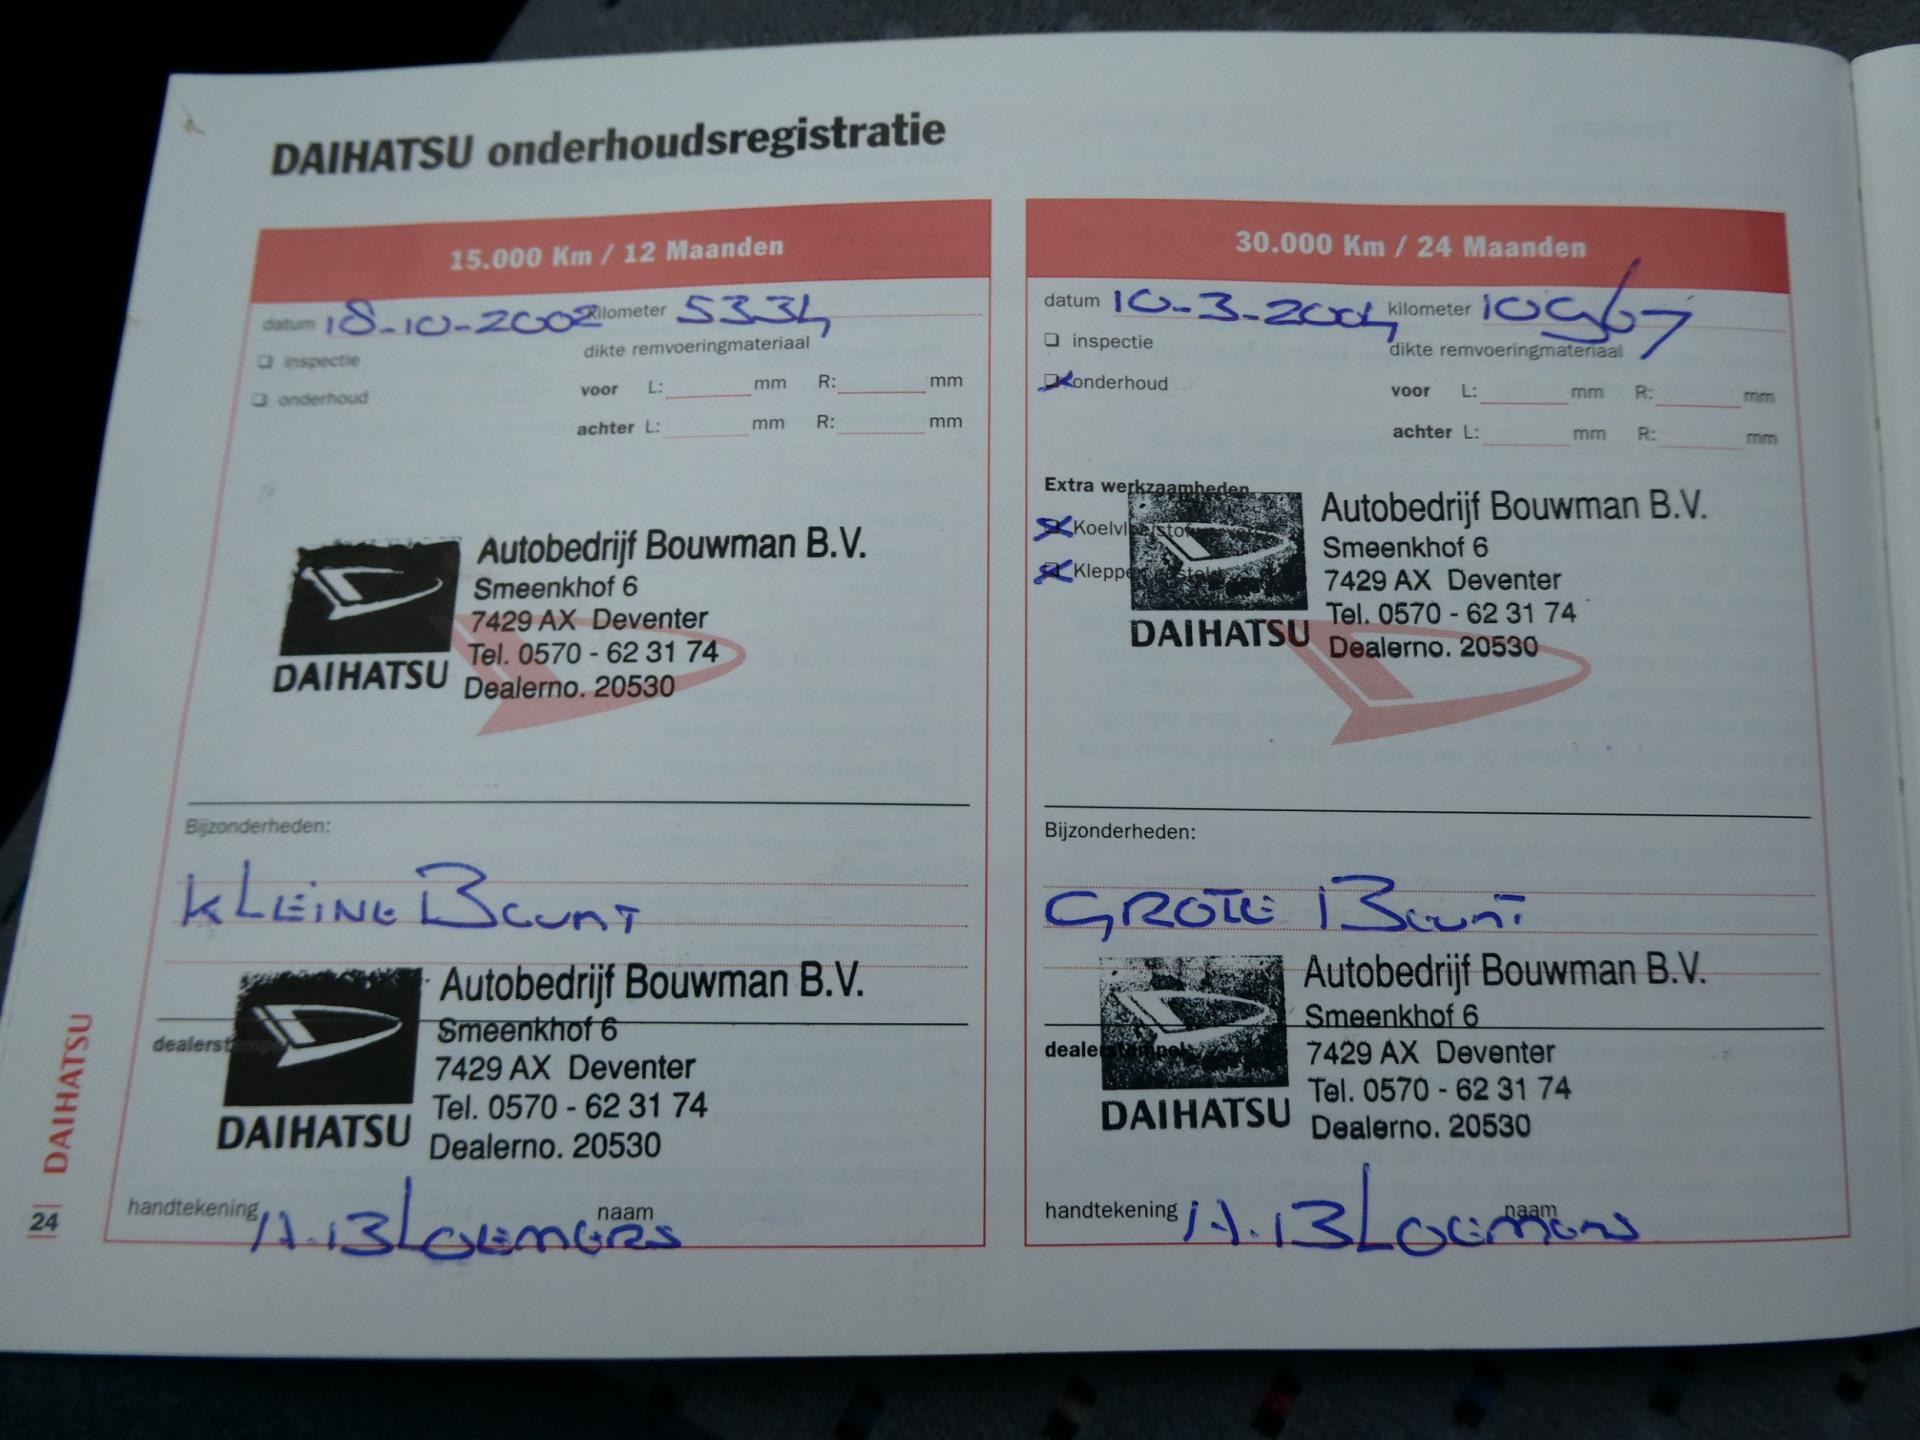 DAIHATSU onderhoudsregistratie
15.000 Km / 12 Maanden
datum 18-10-2002 kilometer 5334
inspectie
dikte remvoeringmateriaal
onderhoud
voor L: mm R: mm
achter L: mm R: mm
Autobedrijf Bouwman B.V.
Smeenkhof 6
7429 AX Deventer
Tel. 0570 - 62 31 74
DAIHATSU Dealerno. 20530
Bijzonderheden:
KLEINE BEURT
Autobedrijf Bouwman B.V.
Smeenkhof 6
dealerstempel
7429 AX Deventer
Tel. 0570 - 62 31 74
DAIHATSU Dealerno. 20530
handtekening naam
A. BLOEMERS
30.000 Km / 24 Maanden
datum 10-3-2004 kilometer 10967
inspectie
dikte remvoeringmateriaal
onderhoud
voor L: mm R: mm
achter L: mm R: mm
Extra werkzaamheden
Autobedrijf Bouwman B.V.
Smeenkhof 6
7429 AX Deventer
Tel. 0570 - 62 31 74
DAIHATSU Dealerno. 20530
Bijzonderheden:
GROTE BEURT
Autobedrijf Bouwman B.V.
Smeenkhof 6
dealerstempel
7429 AX Deventer
Tel. 0570 - 62 31 74
DAIHATSU Dealerno. 20530
handtekening naam
A. BLOEMERS
DAIHATSU
24